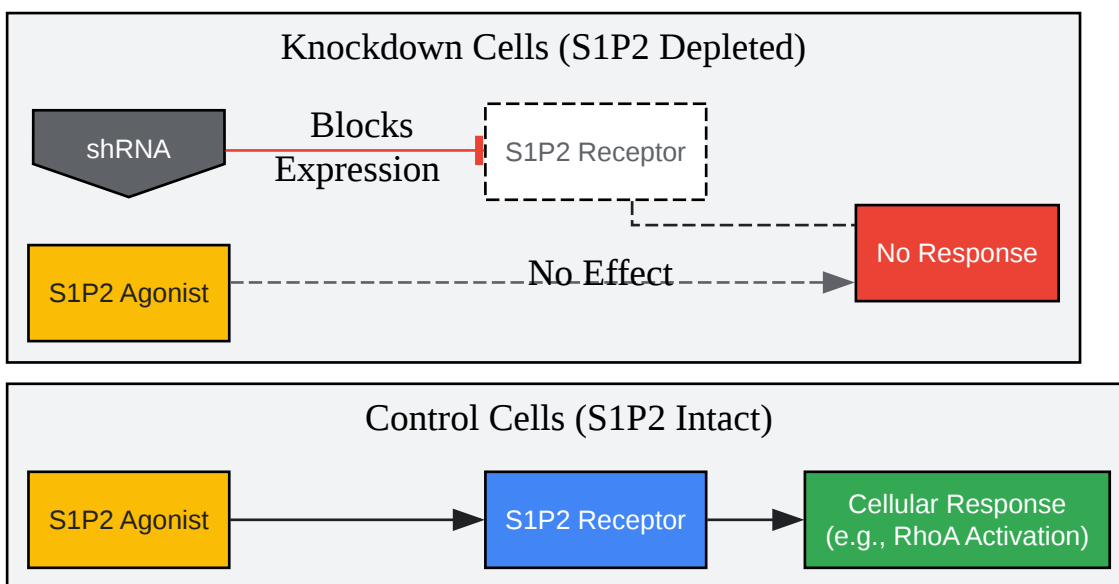 Knockdown Cells (S1P2 Depleted)
shRNA
Blocks
Expression
S1P2 Receptor
No Response
S1P2 Agonist
No Effect
Control Cells (S1P2 Intact)
S1P2 Agonist
S1P2 Receptor
Cellular Response
(e.g., RhoA Activation)